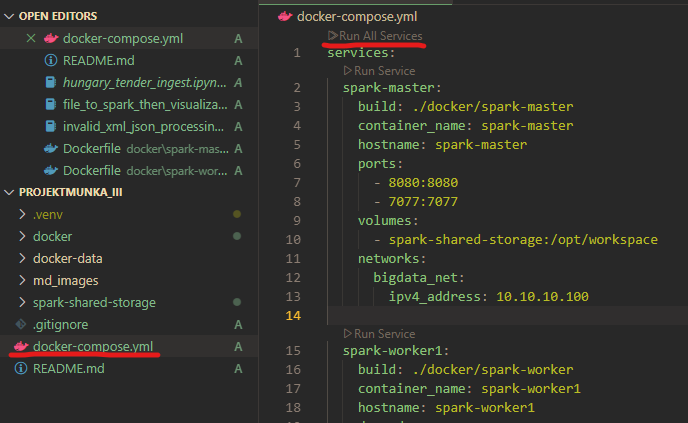 OPEN EDITORS
docker-compose.yml A
README.md A
hungary_tender_ingest.ipyn... A
file_to_spark_then_visualiza... A
invalid_xml_json_processin... A
Dockerfile docker\spark-mas... A
Dockerfile docker\spark-wor... A
PROJEKTMUNKA_III
.venv
docker
docker-data
md_images
spark-shared-storage
.gitignore A
docker-compose.yml A
README.md A
docker-compose.yml
Run All Services
1 services:
Run Service
2 spark-master:
3 build: ./docker/spark-master
4 container_name: spark-master
5 hostname: spark-master
6 ports:
7 - 8080:8080
8 - 7077:7077
9 volumes:
10 - spark-shared-storage:/opt/workspace
11 networks:
12 bigdata_net:
13 ipv4_address: 10.10.10.100
14
Run Service
15 spark-worker1:
16 build: ./docker/spark-worker
17 container_name: spark-worker1
18 hostname: spark-worker1